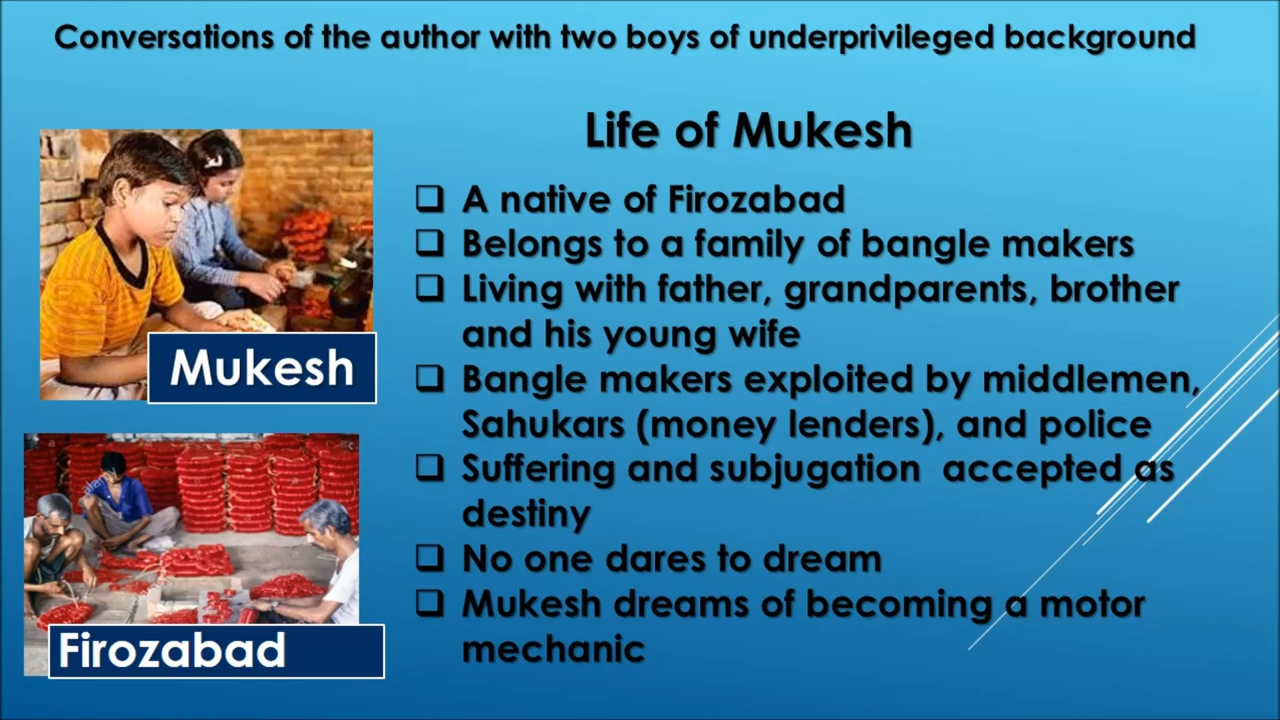 Conversations of the author with two boys of underprivileged background
Life of Mukesh
❑ A native of Firozabad
❑ Belongs to a family of bangle makers
❑ Living with father, grandparents, brother
and his young wife
❑ Bangle makers exploited by middlemen,
Sahukars (money lenders), and police
❑ Suffering and subjugation accepted as
destiny
❑ No one dares to dream
❑ Mukesh dreams of becoming a motor
mechanic
Mukesh
Firozabad